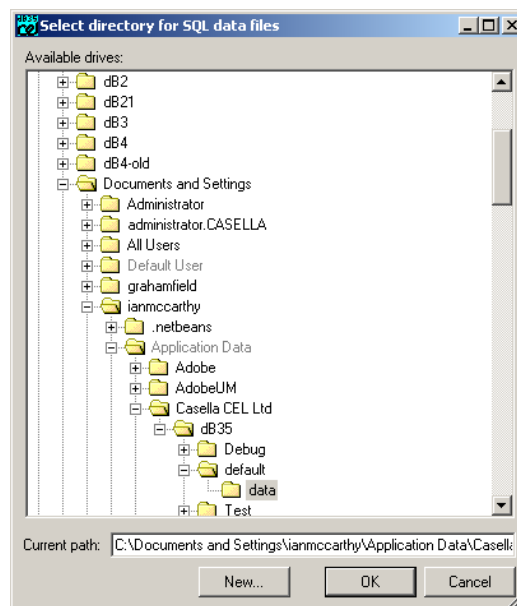 Select directory for SQL data files
Available drives:
dB2
dB21
dB3
dB4
dB4-old
Documents and Settings
Administrator
administrator.CASELLA
All Users
Default User
grahamfield
ianmccarthy
.netbeans
Application Data
Adobe
AdobeUM
Casella CEL Ltd
dB35
Debug
default
data
Test
Current path: C:\Documents and Settings\ianmccarthy\Application Data\Casella
New... OK Cancel